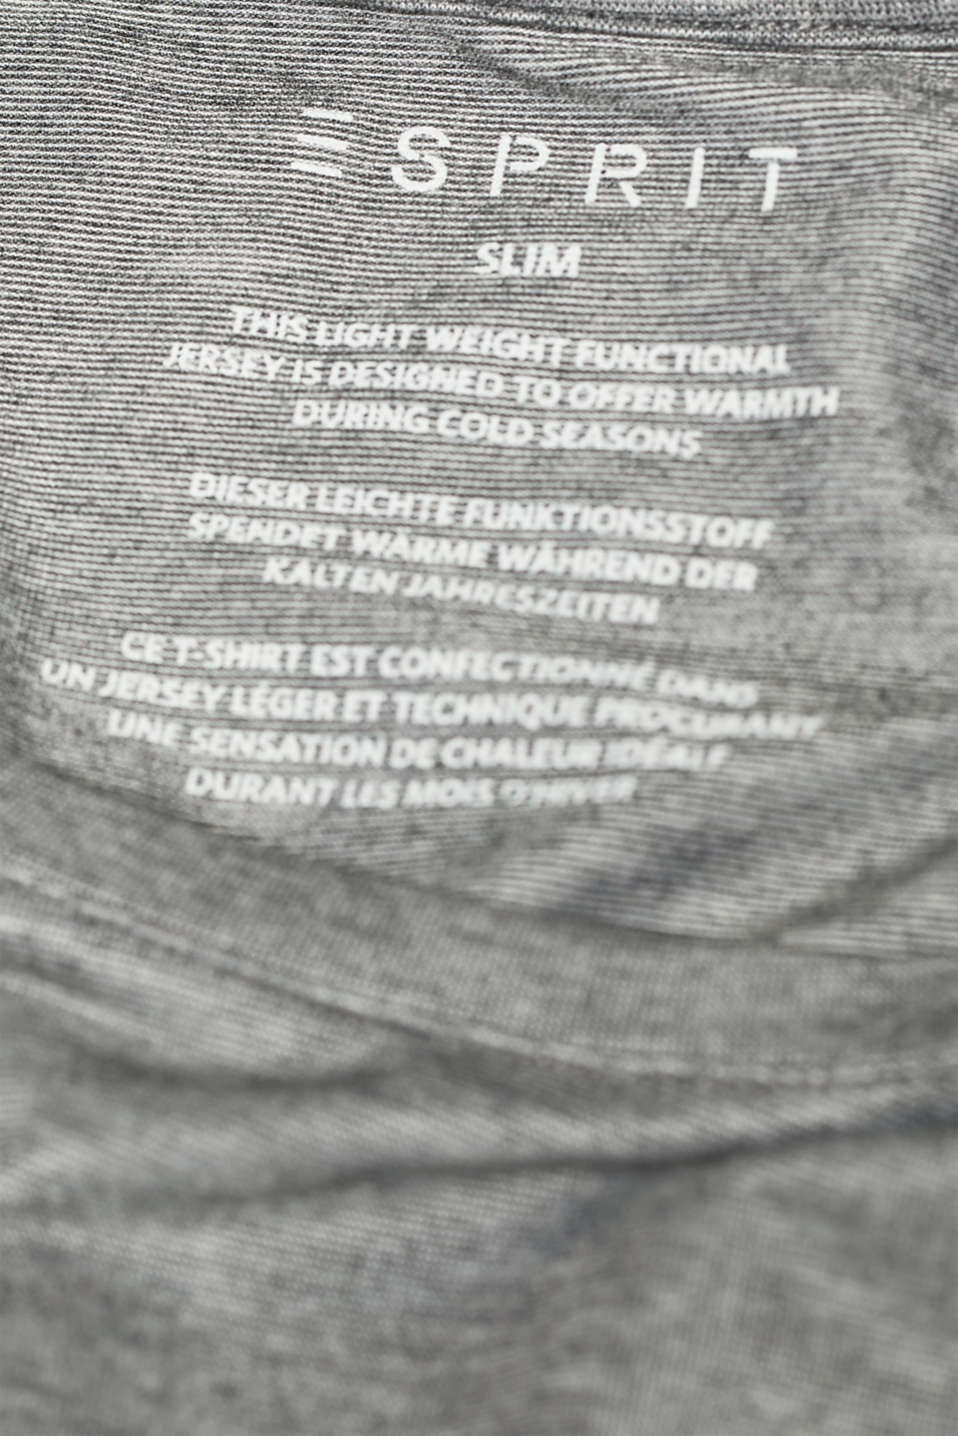 ESPRIT
SLIM
THIS LIGHT WEIGHT FUNCTIONAL
JERSEY IS DESIGNED TO OFFER WARMTH
DURING COLD SEASONS
DIESER LEICHTE FUNKTIONSSTOFF
SPENDET WÄRME WÄHREND DER
KALTEN JAHRESZEITEN
CE T-SHIRT EST CONFECTIONNÉ DANS
UN JERSEY LÉGER ET TECHNIQUE PROCURANT
UNE SENSATION DE CHALEUR IDÉALE
DURANT LES MOIS D'HIVER